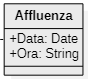 Affluenza
+Data: Date
+Ora: String